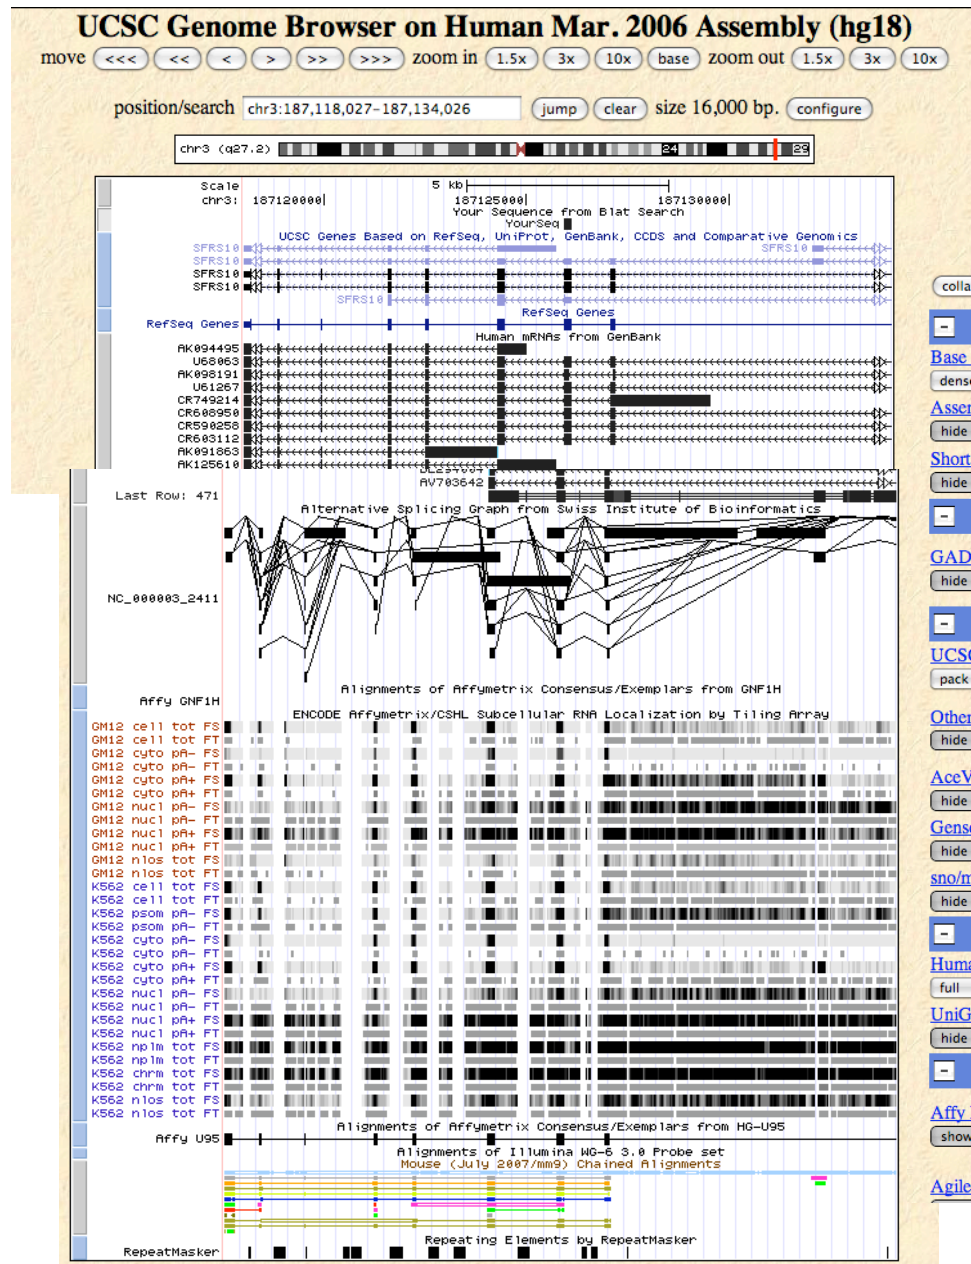 UCSC Genome Browser on Human Mar. 2006 Assembly (hg18)
move <<< << < > >> >>> zoom in 1.5x 3x 10x base zoom out 1.5x 3x 10x
position/search chr3:187,118,027-187,134,026 jump clear size 16,000 bp. configure
chr3 (q27.2) 24 29
Scale 5 kb
chr3: 187120000 187125000 187130000
Your Sequence from Blat Search
YourSeq
UCSC Genes Based on RefSeq, UniProt, GenBank, CCDS and Comparative Genomics
SFRS10 SFRS10
SFRS10
SFRS10
SFRS10
SFRS10
RefSeq Genes
RefSeq Genes
Human mRNAs from GenBank
AK094495
U68063
AK098191
U61267
CR749214
CR608950
CR590258
CR603112
AK091863
AK125610
AV703642
Last Row: 471
Alternative Splicing Graph from Swiss Institute of Bioinformatics
NC_000003_2411
Alignments of Affymetrix Consensus/Exemplars from GNF1H
Affy GNF1H
ENCODE Affymetrix/CSHL Subcellular RNA Localization by Tiling Array
GM12 cell tot FS
GM12 cell tot FT
GM12 cyto pA- FS
GM12 cyto pA- FT
GM12 cyto pA+ FS
GM12 cyto pA+ FT
GM12 nucl pA- FS
GM12 nucl pA- FT
GM12 nucl pA+ FS
GM12 nucl pA+ FT
GM12 nlos tot FS
GM12 nlos tot FT
K562 cell tot FS
K562 cell tot FT
K562 psom pA- FS
K562 psom pA- FT
K562 cyto pA- FS
K562 cyto pA- FT
K562 cyto pA+ FS
K562 cyto pA+ FT
K562 nucl pA- FS
K562 nucl pA- FT
K562 nucl pA+ FS
K562 nucl pA+ FT
K562 nplm tot FS
K562 nplm tot FT
K562 chrm tot FS
K562 chrm tot FT
K562 nlos tot FS
K562 nlos tot FT
Alignments of Affymetrix Consensus/Exemplars from HG-U95
Affy U95
Alignments of Illumina WG-6 3.0 Probe set
Mouse (July 2007/mm9) Chained Alignments
Repeating Elements by RepeatMasker
RepeatMasker
colla
-
Base
dense
Assem
hide
Short
hide
-
GAD
hide
-
UCSC
pack
Other
hide
AceV
hide
Gensc
hide
sno/m
hide
-
Huma
full
UniG
hide
-
Affy
show
Agile